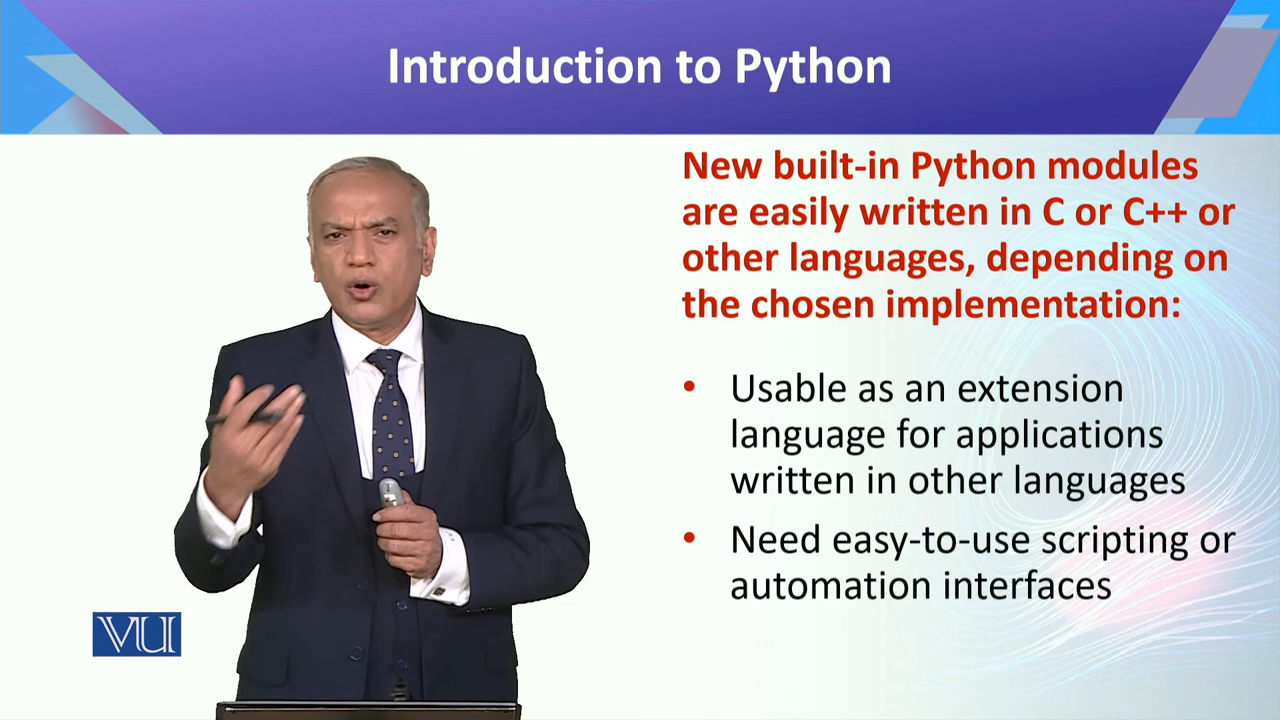 Introduction to Python
New built-in Python modules
are easily written in C or C++ or
other languages, depending on
the chosen implementation:
• Usable as an extension
language for applications
written in other languages
• Need easy-to-use scripting or
automation interfaces
VU